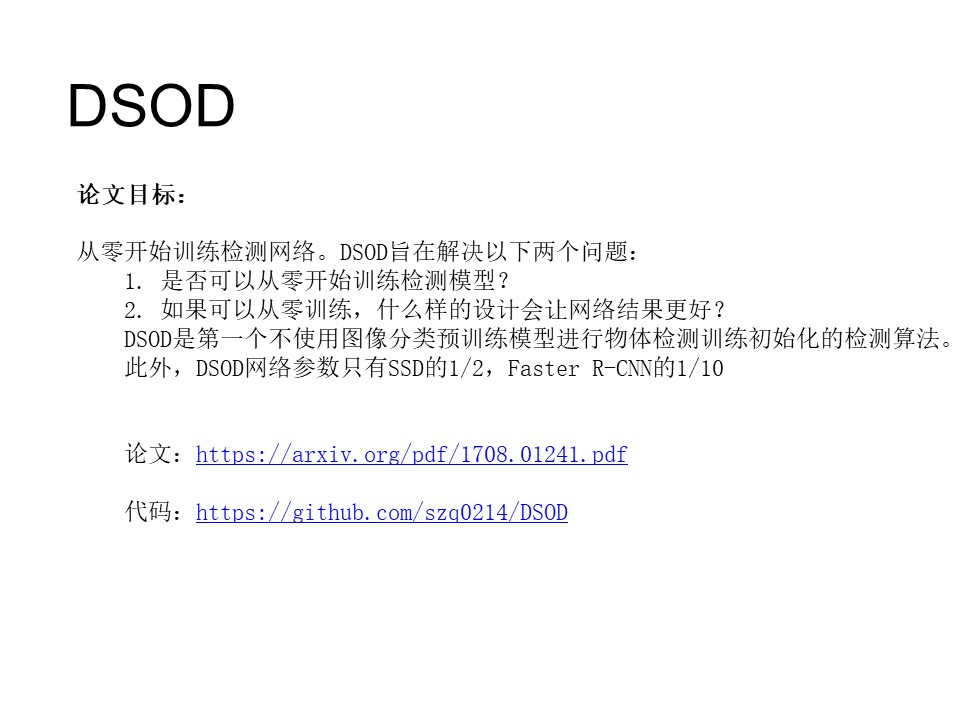 DSOD
论文目标：
从零开始训练检测网络。DSOD旨在解决以下两个问题：
1. 是否可以从零开始训练检测模型？
2. 如果可以从零训练，什么样的设计会让网络结果更好？
DSOD是第一个不使用图像分类预训练模型进行物体检测训练初始化的检测算法。
此外，DSOD网络参数只有SSD的1/2，Faster R-CNN的1/10
论文：https://arxiv.org/pdf/1708.01241.pdf
代码：https://github.com/szq0214/DSOD